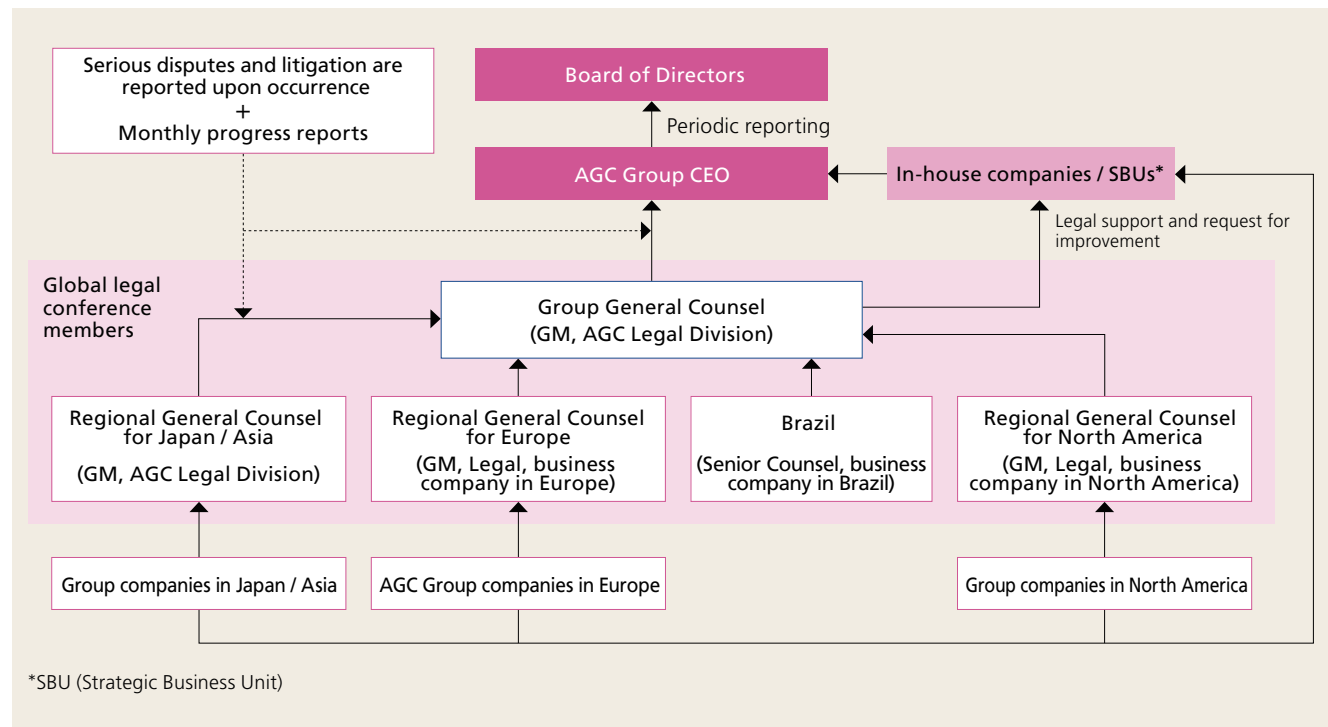 Serious disputes and litigation are
reported upon occurrence
+
Monthly progress reports
Board of Directors
Periodic reporting
AGC Group CEO
In-house companies / SBUs*
Legal support and request for
improvement
Global legal
conference
members
Group General Counsel
(GM, AGC Legal Division)
Regional General Counsel
for Japan / Asia
(GM, AGC Legal Division)
Regional General Counsel
for Europe
(GM, Legal, business
company in Europe)
Brazil
(Senior Counsel, business
company in Brazil)
Regional General Counsel
for North America
(GM, Legal, business
company in North America)
Group companies in Japan / Asia
AGC Group companies in Europe
Group companies in North America
*SBU (Strategic Business Unit)